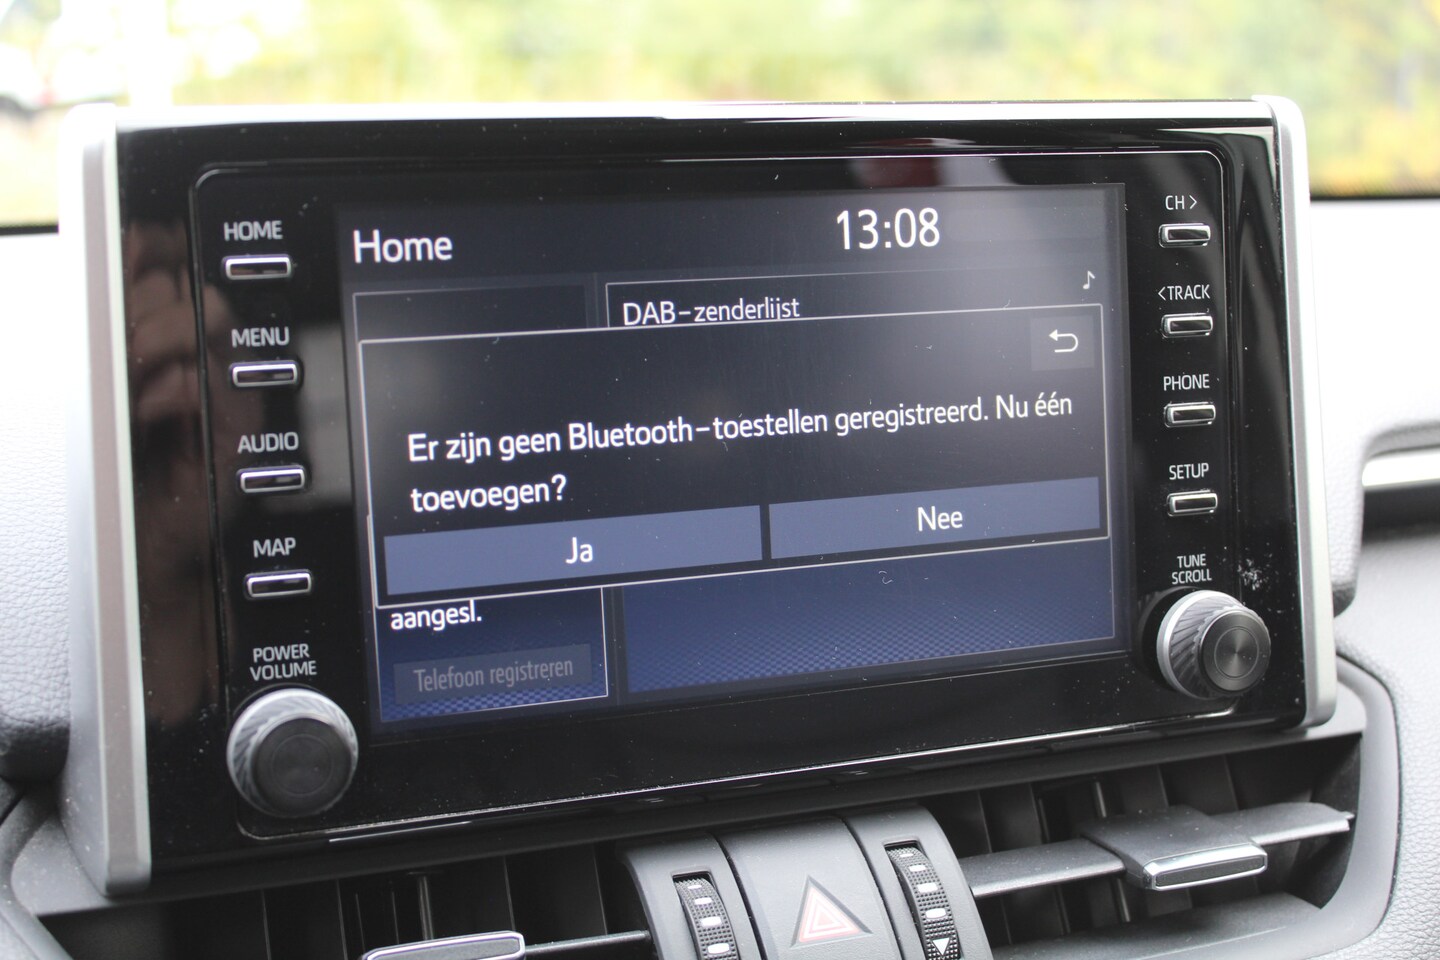 HOME
MENU
AUDIO
MAP
POWER
VOLUME
Home
13:08
DAB-zenderlijst
Er zijn geen Bluetooth-toestellen geregistreerd. Nu één
toevoegen?
Ja
Nee
aangesl.
Telefoon registreren
CH >
< TRACK
PHONE
SETUP
TUNE
SCROLL